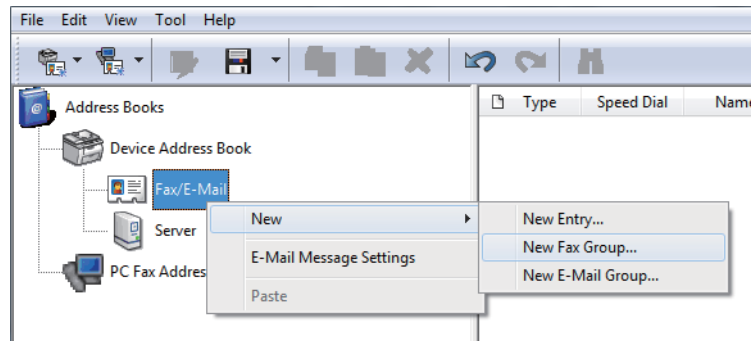 File Edit View Tool Help
Address Books
Type Speed Dial
Device Address Book
Fax/E-Mail
Server
PC Fax Addres
New
E-Mail Message Settings
Paste
New Entry...
New Fax Group...
New E-Mail Group...